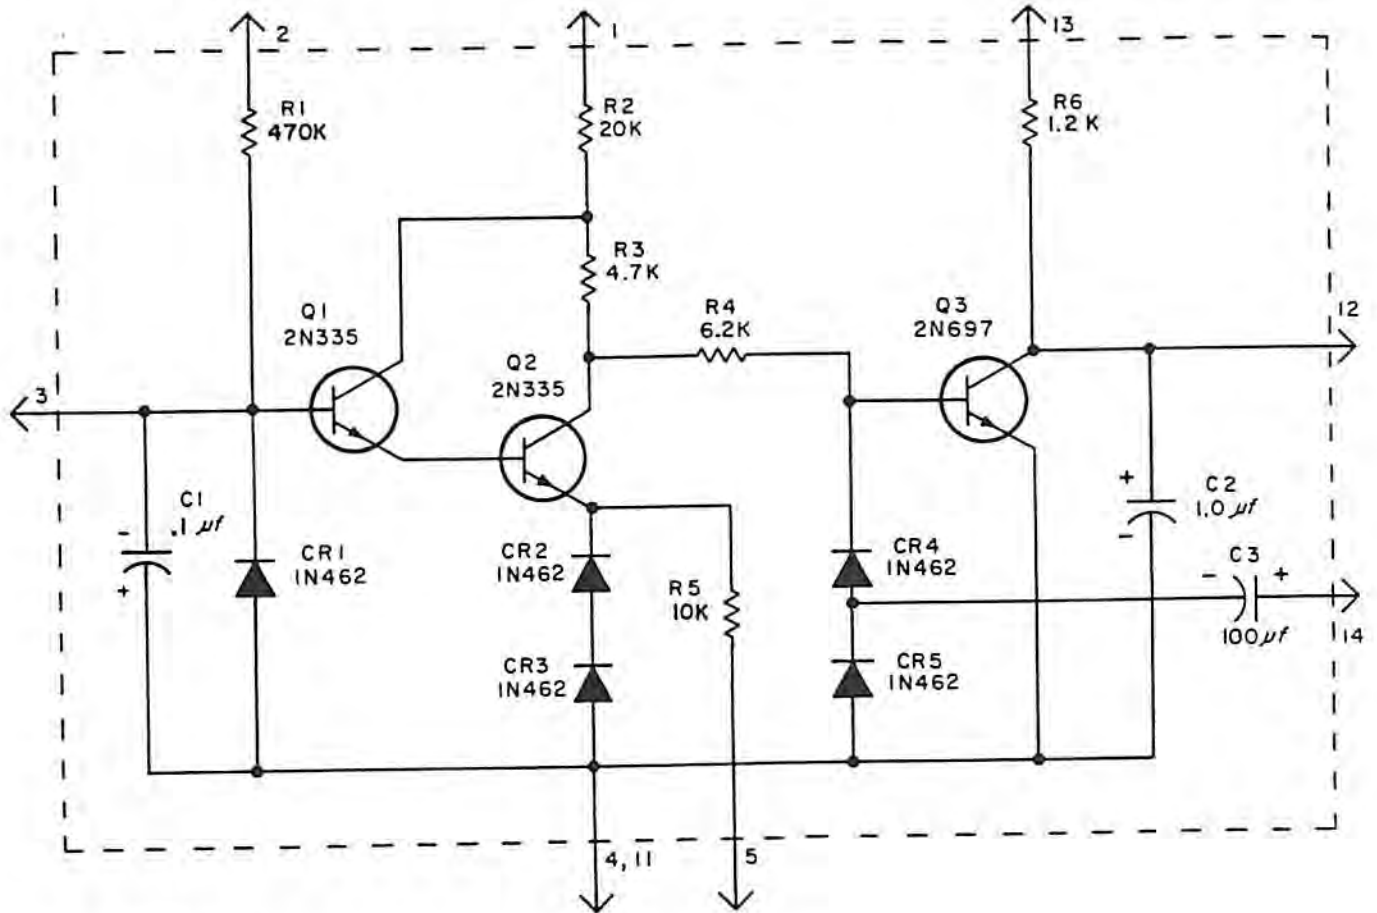 2
1
13
R1
470K
R2
20K
R6
1.2 K
R3
4.7K
Q1
2N335
R4
6.2K
Q3
2N697
12
Q2
2N335
3
C1
.1 µf
-
+
CR1
1N462
CR2
1N462
R5
10K
CR4
1N462
+
C2
1.0 µf
-
C3
- +
100µf
14
CR3
1N462
CR5
1N462
4,11
5